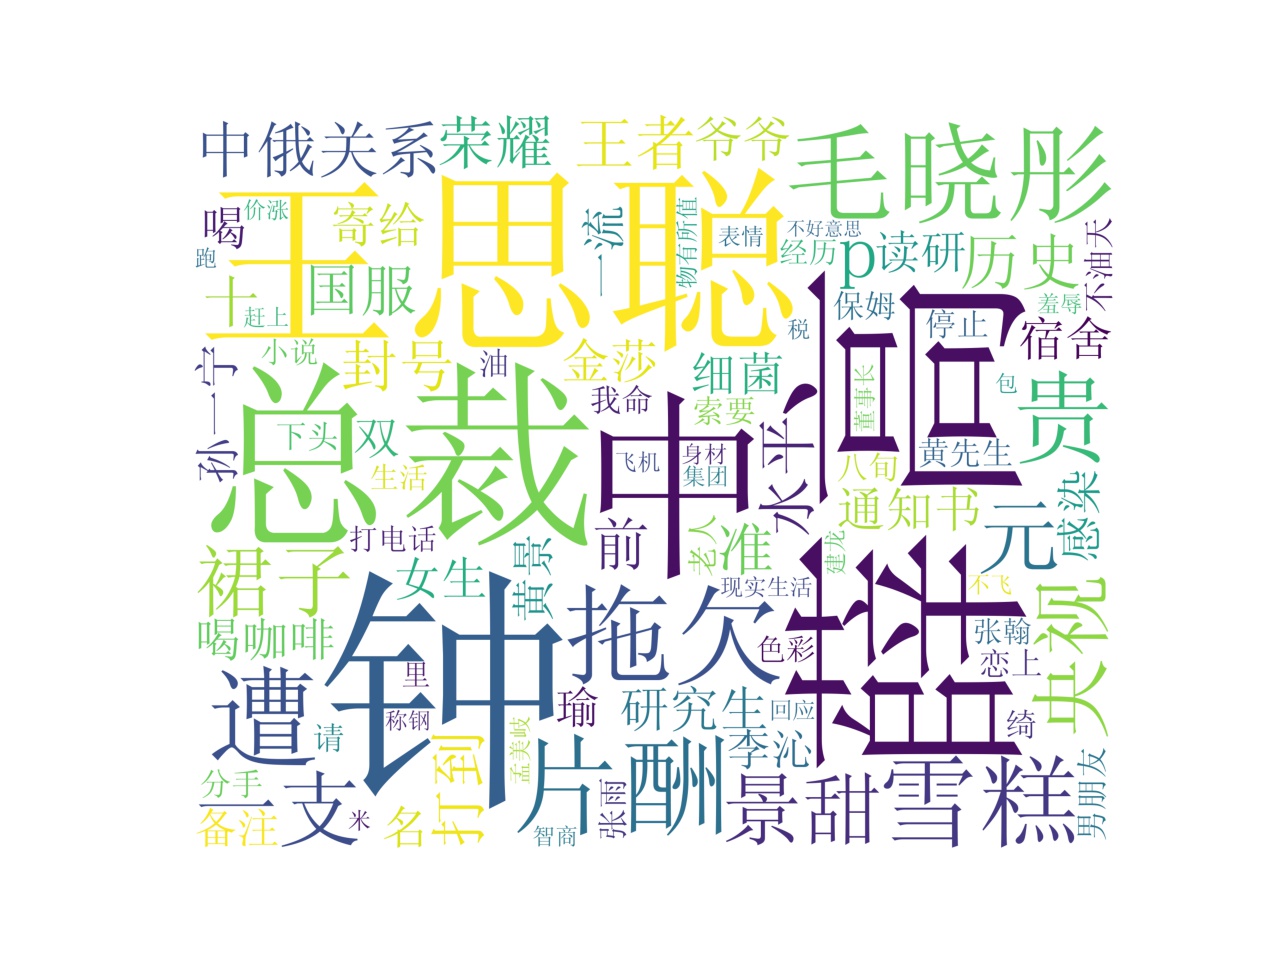 中俄关系
荣耀
王者
爷爷
毛晓彤
喝
价涨
寄给
王思聪
一流
物有所值
表情
不好意思
经历
p
读研
历史
不油天
跑
十
赶上
国服
保姆
停止
羞辱
宿舍
税
孙一宁
小说
封号
油
金莎
细菌
董事长
包
贵
总裁
下头
双
我命
索要
中
水平
恒
黄先生
生活
飞机
身材
集团
八旬
通知书
元
感染
打电话
黄景
前
老人
准
建龙
裙子
女生
现实生活
不飞
央视
喝咖啡
钟
拖欠
色彩
撎
张翰
恋上
遭
里
称钢
瑜
研究生
回应
绮
请
打到
孟美岐
片酬
李沁
男朋友
分手
备注
一支
米
名
智商
张雨
景甜
雪糕